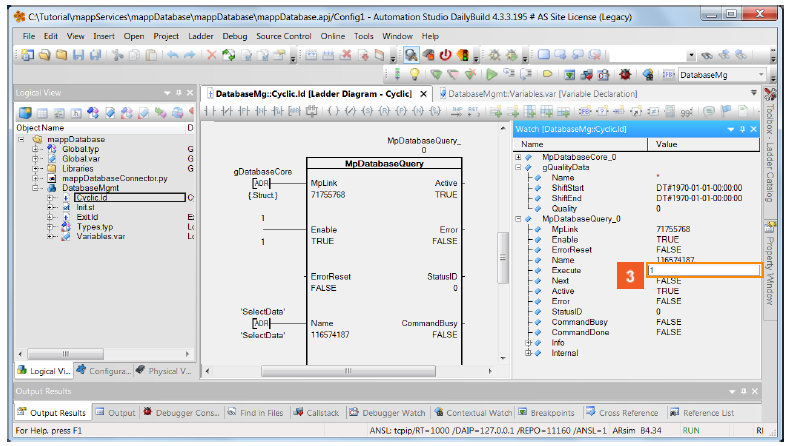 C:\Tutorial\mappServices\mappDatabase\mappDatabase.apj/Config1 - Automation Studio DailyBuild 4.3.3.195 # AS Site License (Legacy)
File Edit View Insert Open Project Ladder Debug Source Control Online Tools Window Help
DatabaseMg
Logical View
Object Name D
mappDatabase
Global.typ G
Global.var G
Libraries
mappDatabaseConnector.py
DatabaseMgmt
Cyclic.ld Cy
Init.st
Exit.ld
Types.typ Lo
Variables.var Lo
Logical Vi... Configura... Physical V...
DatabaseMg::Cyclic.ld [Ladder Diagram - Cyclic] X DatabaseMgmt::Variables.var [Variable Declaration]
MpDatabaseQuery_
0
MpDatabaseQuery
gDatabaseCore
ADR MpLink Active
{.Struct.} 71755768 TRUE
1
Enable Error
1 TRUE FALSE
ErrorReset StatusID
FALSE 0
'SelectData'
ADR Name CommandBusy
'SelectData' 116574187 FALSE
Watch [DatabaseMg:Cyclic.ld]
Name Value
MpDatabaseCore_0
gQualityData
Name ''
ShiftStart DT#1970-01-01-00:00:00
ShiftEnd DT#1970-01-01-00:00:00
Quality 0
MpDatabaseQuery_0
MpLink 71755768
Enable TRUE
ErrorReset FALSE
Name 116574187
3
Execute 1
Next FALSE
Active TRUE
Error FALSE
StatusID 0
CommandBusy FALSE
CommandDone FALSE
Info
Internal
Toolbox - Ladder Catalog
Property Window
Output Results
Output Results Output Debugger Cons... Find in Files Callstack Debugger Watch Contextual Watch Breakpoints Cross Reference Reference List
For Help, press F1 ANSL: tcpip/RT=1000 /DAIP=127.0.0.1 /REPO=11160 /ANSL=1 ARsim B4.34 RUN RI